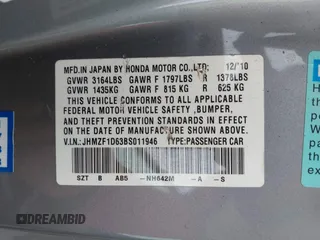 MFD.IN JAPAN BY HONDA MOTOR CO.,LTD. 12/10
GVWR 3164LBS GAWR F 1797LBS R 1378LBS
GVWR 1435KG GAWR F 815 KG R 625 KG
THIS VEHICLE CONFORMS TO ALL APPLICABLE
FEDERAL MOTOR VEHICLE SAFETY ,BUMPER,
AND THEFT PREVENTION STANDARDS IN EFFECT
ON THE DATE OF MANUFACTURE SHOWN ABOVE.
V.I.N.:JHMZF1D63BS011946 TYPE:PASSENGER CAR
SZT B AB5 -NH642M -A -S
DREAMBID